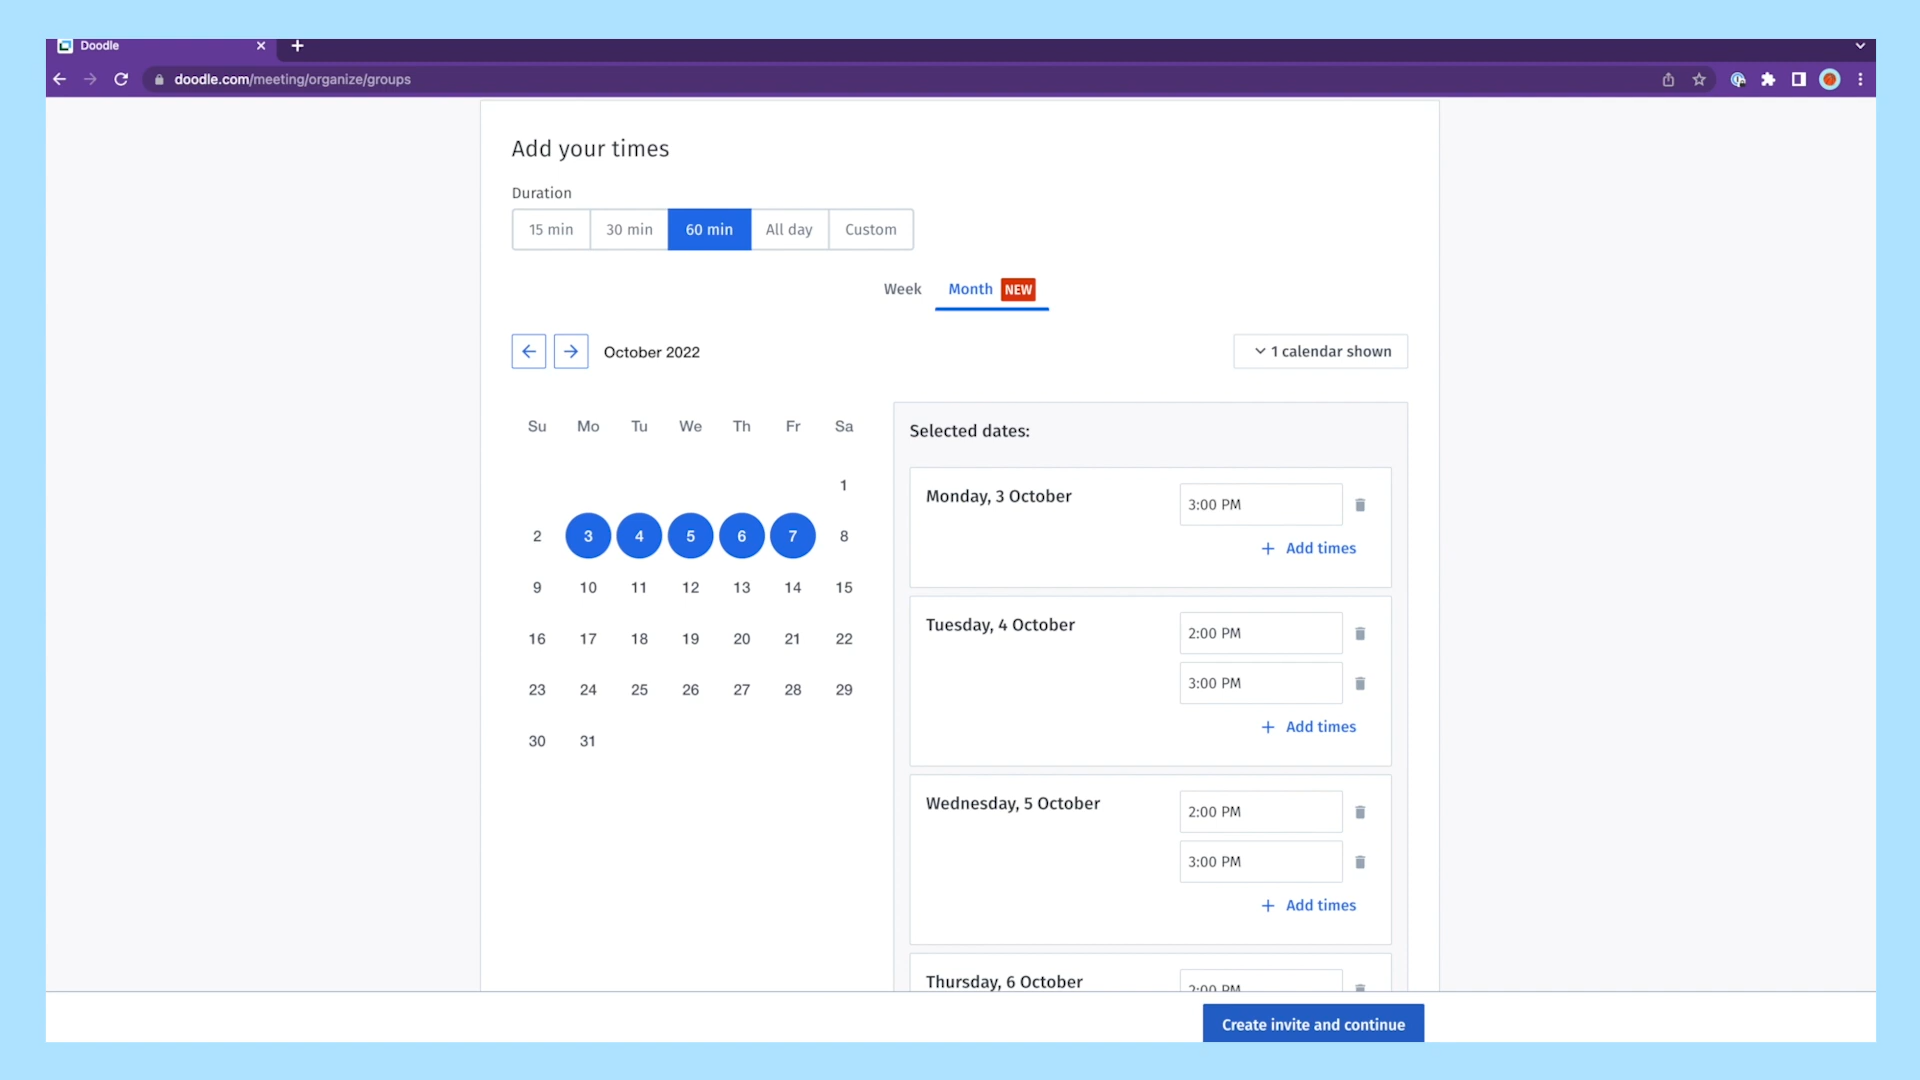 Doodle
doodle.com/meeting/organize/groups
Add your times
Duration
15 min 30 min 60 min All day Custom
Week Month NEW
October 2022
1 calendar shown
Su Mo Tu We Th Fr Sa
1
2 3 4 5 6 7 8
9 10 11 12 13 14 15
16 17 18 19 20 21 22
23 24 25 26 27 28 29
30 31
Selected dates:
Monday, 3 October 3:00 PM
+ Add times
Tuesday, 4 October 2:00 PM
3:00 PM
+ Add times
Wednesday, 5 October 2:00 PM
3:00 PM
+ Add times
Thursday, 6 October 2:00 PM
Create invite and continue